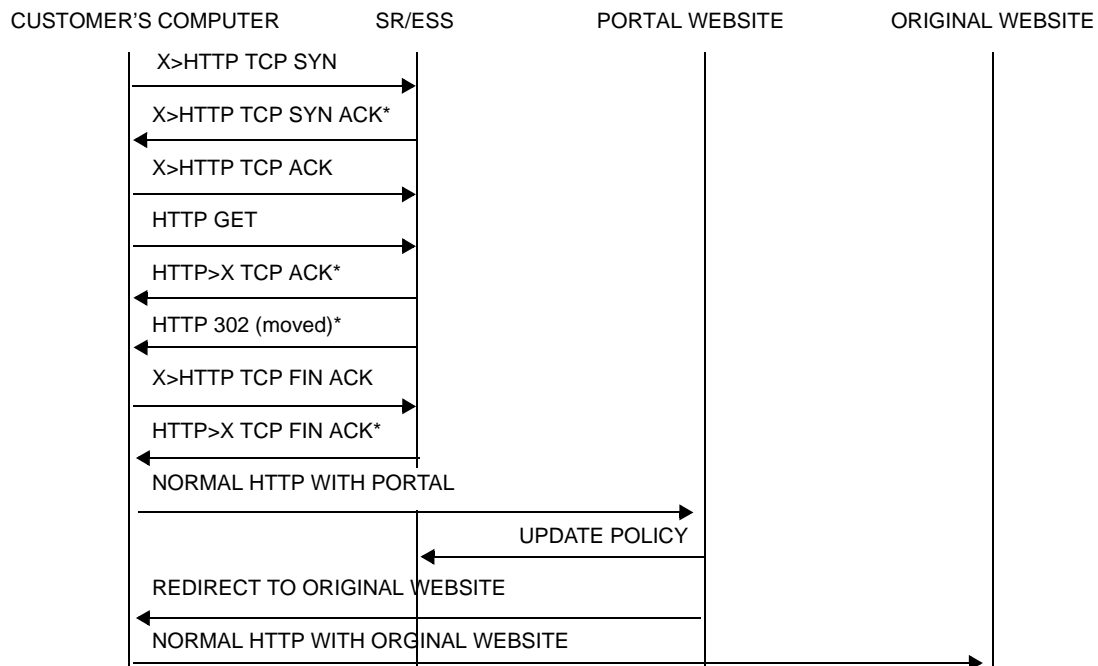 CUSTOMER'S COMPUTER SR/ESS PORTAL WEBSITE ORIGINAL WEBSITE
X>HTTP TCP SYN
X>HTTP TCP SYN ACK*
X>HTTP TCP ACK
HTTP GET
HTTP>X TCP ACK*
HTTP 302 (moved)*
X>HTTP TCP FIN ACK
HTTP>X TCP FIN ACK*
NORMAL HTTP WITH PORTAL
UPDATE POLICY
REDIRECT TO ORIGINAL WEBSITE
NORMAL HTTP WITH ORGINAL WEBSITE